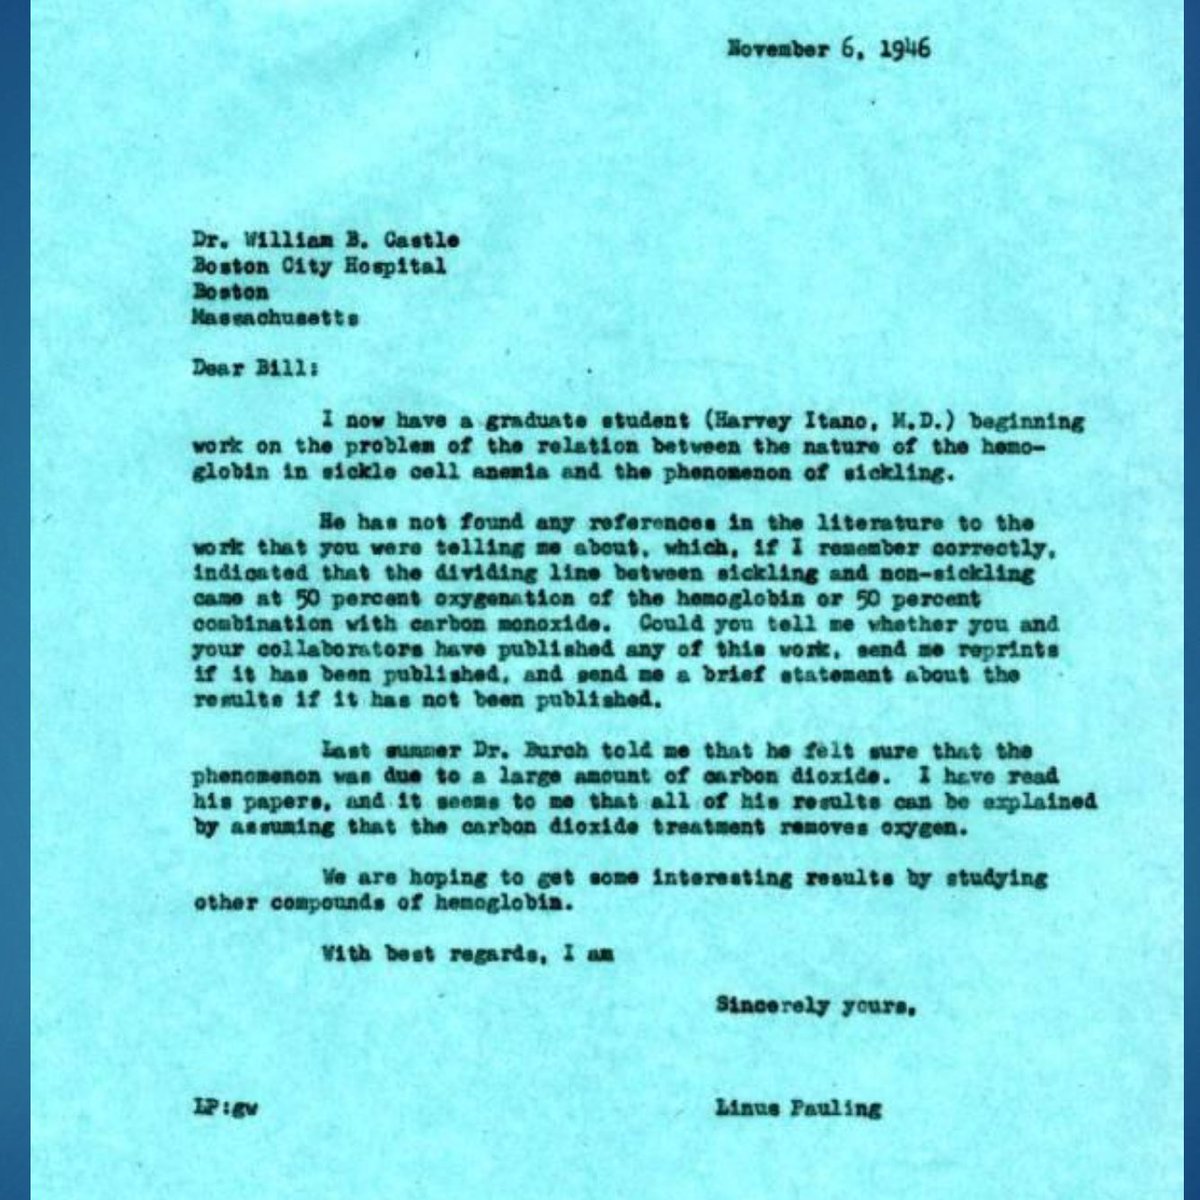 November 6, 1946
Dr. William B. Castle
Boston City Hospital
Boston
Massachusetts
Dear Bill:
I now have a graduate student (Harvey Itano, M.D.) beginning
work on the problem of the relation between the nature of the hemo-
globin in sickle cell anemia and the phenomenon of sickling.
He has not found any references in the literature to the
work that you were telling me about, which, if I remember correctly,
indicated that the dividing line between sickling and non-sickling
came at 50 percent oxygenation of the hemoglobin or 50 percent
combination with carbon monoxide. Could you tell me whether you and
your collaborators have published any of this work, send me reprints
if it has been published, and send me a brief statement about the
results if it has not been published.
Last summer Dr. Burch told me that he felt sure that the
phenomenon was due to a large amount of carbon dioxide. I have read
his papers, and it seems to me that all of his results can be explained
by assuming that the carbon dioxide treatment removes oxygen.
We are hoping to get some interesting results by studying
other compounds of hemoglobin.
With best regards, I am
Sincerely yours,
LP:gw Linus Pauling